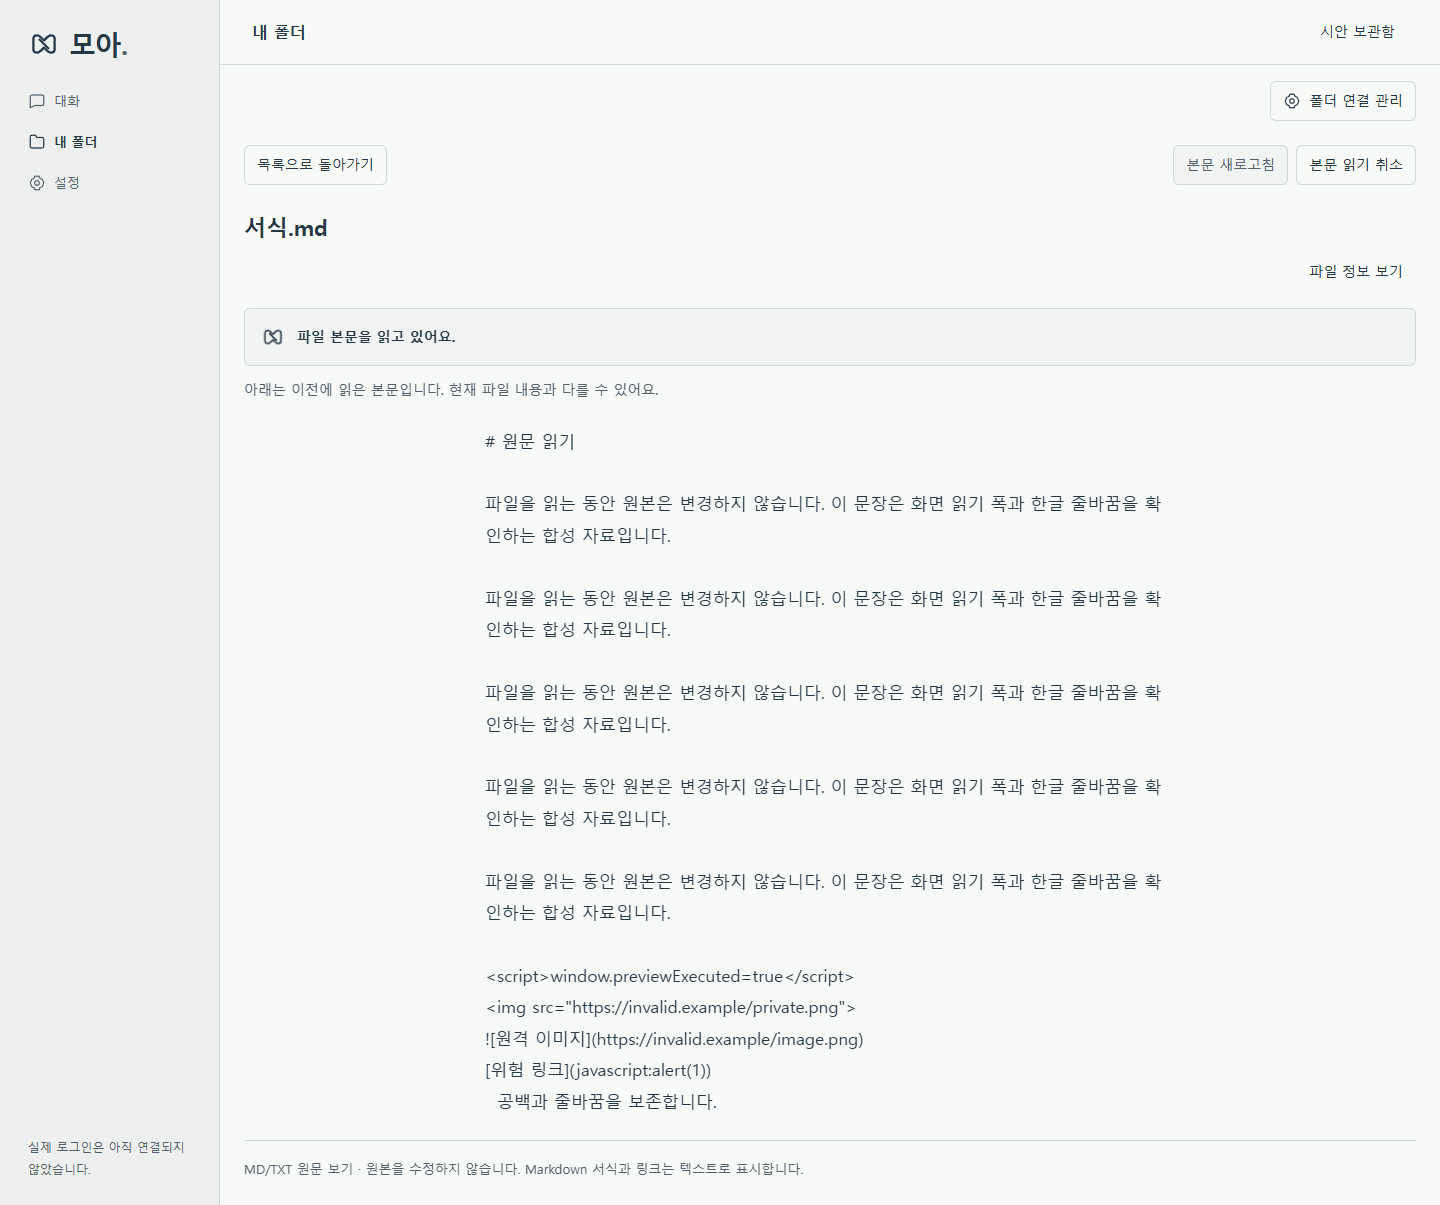 모아.
대화
내 폴더
설정
실제 로그인은 아직 연결되지
않았습니다.
내 폴더
시안 보관함
폴더 연결 관리
목록으로 돌아가기
본문 새로고침
본문 읽기 취소
서식.md
파일 정보 보기
파일 본문을 읽고 있어요.
아래는 이전에 읽은 본문입니다. 현재 파일 내용과 다를 수 있어요.
# 원문 읽기
파일을 읽는 동안 원본은 변경하지 않습니다. 이 문장은 화면 읽기 폭과 한글 줄바꿈을 확
인하는 합성 자료입니다.
파일을 읽는 동안 원본은 변경하지 않습니다. 이 문장은 화면 읽기 폭과 한글 줄바꿈을 확
인하는 합성 자료입니다.
파일을 읽는 동안 원본은 변경하지 않습니다. 이 문장은 화면 읽기 폭과 한글 줄바꿈을 확
인하는 합성 자료입니다.
파일을 읽는 동안 원본은 변경하지 않습니다. 이 문장은 화면 읽기 폭과 한글 줄바꿈을 확
인하는 합성 자료입니다.
파일을 읽는 동안 원본은 변경하지 않습니다. 이 문장은 화면 읽기 폭과 한글 줄바꿈을 확
인하는 합성 자료입니다.
<script>window.previewExecuted=true</script>
<img src="https://invalid.example/private.png">
![원격 이미지](https://invalid.example/image.png)
[위험 링크](javascript:alert(1))
  공백과 줄바꿈을 보존합니다.
MD/TXT 원문 보기 · 원본을 수정하지 않습니다. Markdown 서식과 링크는 텍스트로 표시합니다.